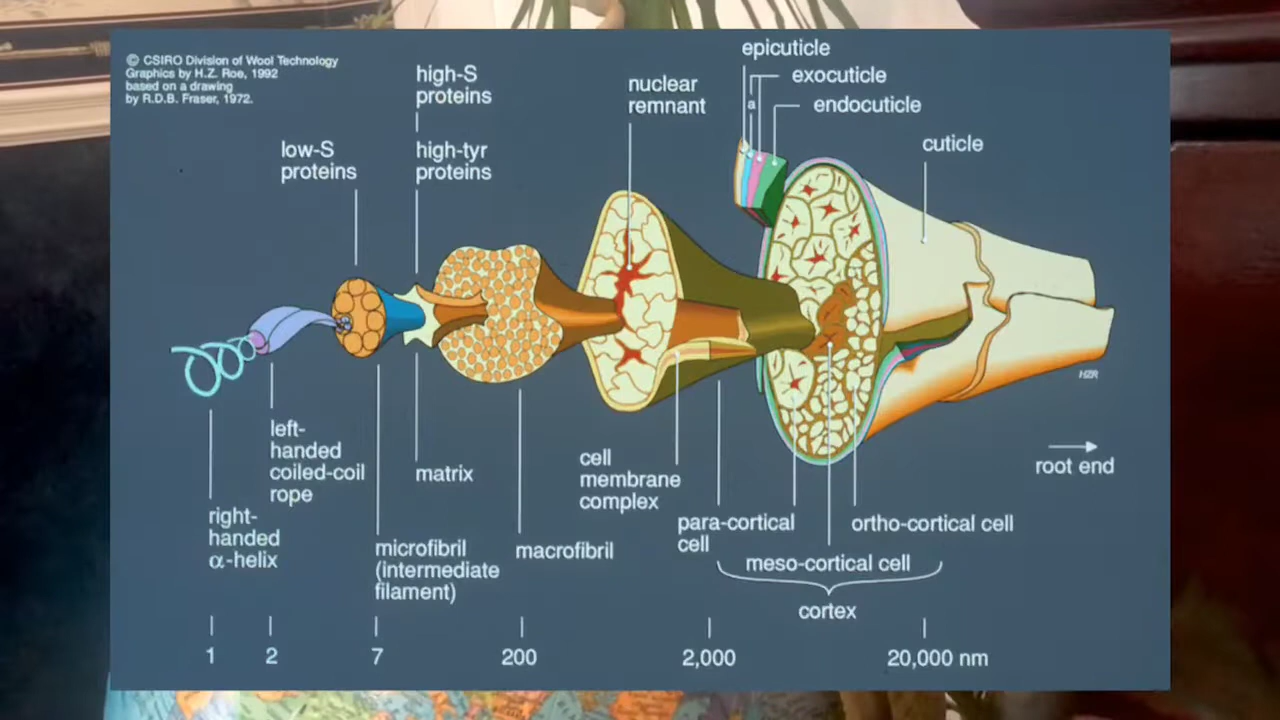 © CSIRO Division of Wool Technology
Graphics by H.Z. Roe, 1992
based on a drawing
by R.D.B. Fraser, 1972.
epicuticle
high-S
proteins
nuclear
remnant
exocuticle
a
endocuticle
low-S
proteins
high-tyr
proteins
cuticle
HZR
left-
handed
coiled-coil
rope
matrix
cell
membrane
complex
root end
right-
handed
α-helix
microfibril
(intermediate
filament)
macrofibril
para-cortical
cell
ortho-cortical cell
meso-cortical cell
cortex
1 2 7 200 2,000 20,000 nm